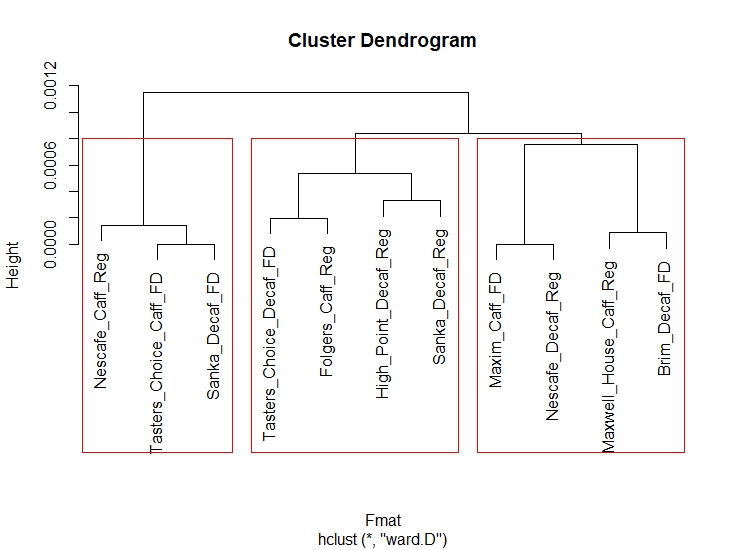 Cluster Dendrogram
Height
0.0000
0.0006
0.0012
Nescafe_Caff_Reg
Tasters_Choice_Caff_FD
Sanka_Decaf_FD
Tasters_Choice_Decaf_FD
Folgers_Caff_Reg
High_Point_Decaf_Reg
Sanka_Decaf_Reg
Maxim_Caff_FD
Nescafe_Decaf_Reg
Maxwell_House_Caff_Reg
Brim_Decaf_FD
Fmat
hclust (*, "ward.D")